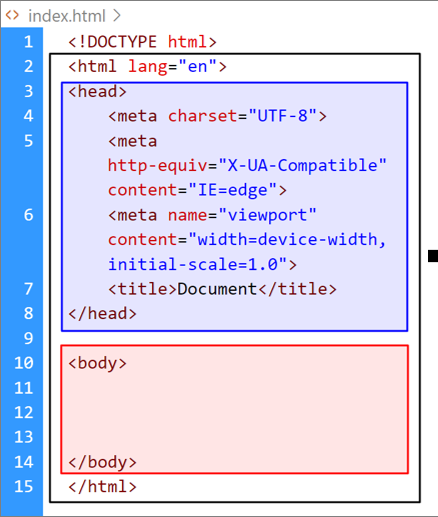 <> index.html >
1 <!DOCTYPE html>
2 <html lang="en">
3 <head>
4 <meta charset="UTF-8">
5 <meta
http-equiv="X-UA-Compatible"
content="IE=edge">
6 <meta name="viewport"
content="width=device-width,
initial-scale=1.0">
7 <title>Document</title>
8 </head>
9
10 <body>
11
12
13
14 </body>
15 </html>